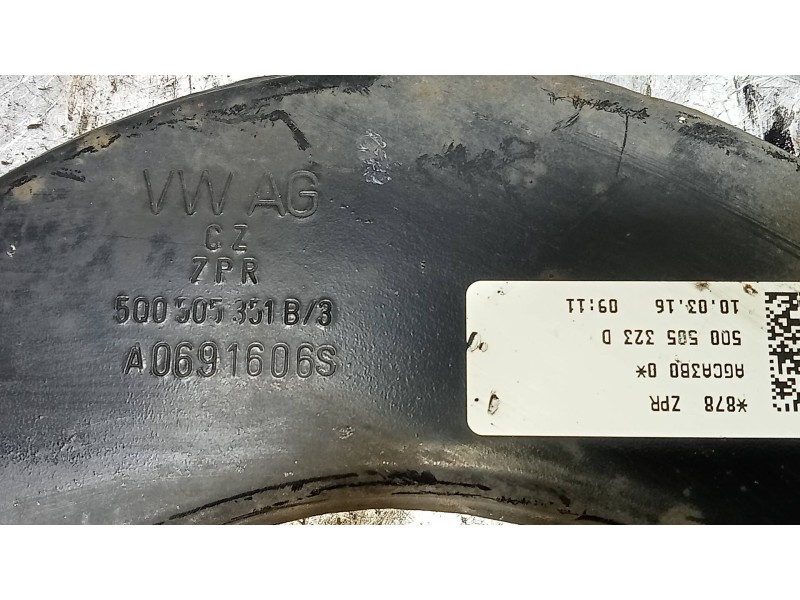 VW AG
CZ
ZPR
5Q0 505 351 B/3
A0691606S
*878 ZPR
AGCA380 0*
5Q0 505 323 D
10.03.16 09:11